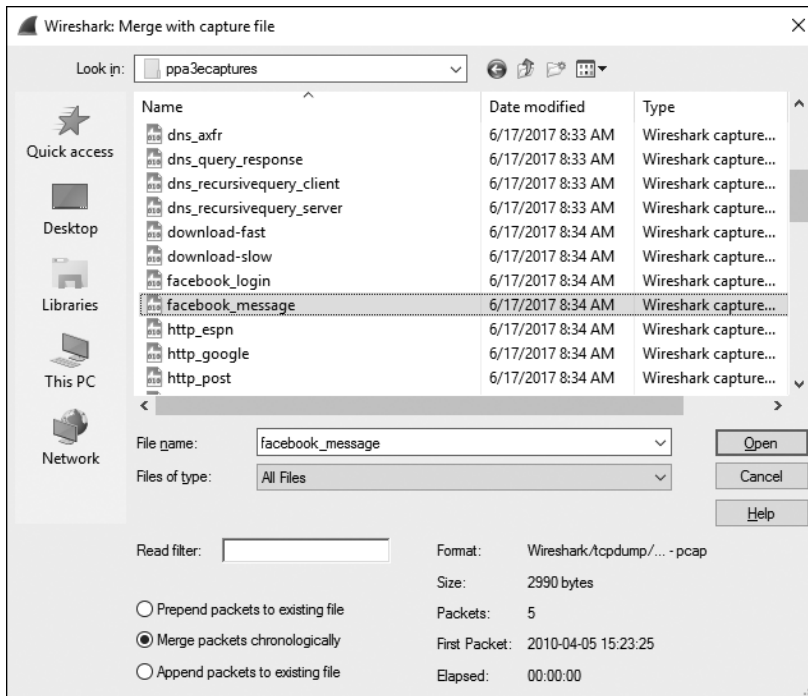 Wireshark: Merge with capture file
Look in: ppa3ecaptures
Quick access
Desktop
Libraries
This PC
Network
Name Date modified Type
dns_axfr 6/17/2017 8:33 AM Wireshark capture...
dns_query_response 6/17/2017 8:33 AM Wireshark capture...
dns_recursivequery_client 6/17/2017 8:33 AM Wireshark capture...
dns_recursivequery_server 6/17/2017 8:33 AM Wireshark capture...
download-fast 6/17/2017 8:34 AM Wireshark capture...
download-slow 6/17/2017 8:34 AM Wireshark capture...
facebook_login 6/17/2017 8:34 AM Wireshark capture...
facebook_message 6/17/2017 8:34 AM Wireshark capture...
http_espn 6/17/2017 8:34 AM Wireshark capture...
http_google 6/17/2017 8:34 AM Wireshark capture...
http_post 6/17/2017 8:34 AM Wireshark capture...
File name: facebook_message Open
Files of type: All Files Cancel
Help
Read filter:
Prepend packets to existing file
Merge packets chronologically
Append packets to existing file
Format: Wireshark/tcpdump/... - pcap
Size: 2990 bytes
Packets: 5
First Packet: 2010-04-05 15:23:25
Elapsed: 00:00:00